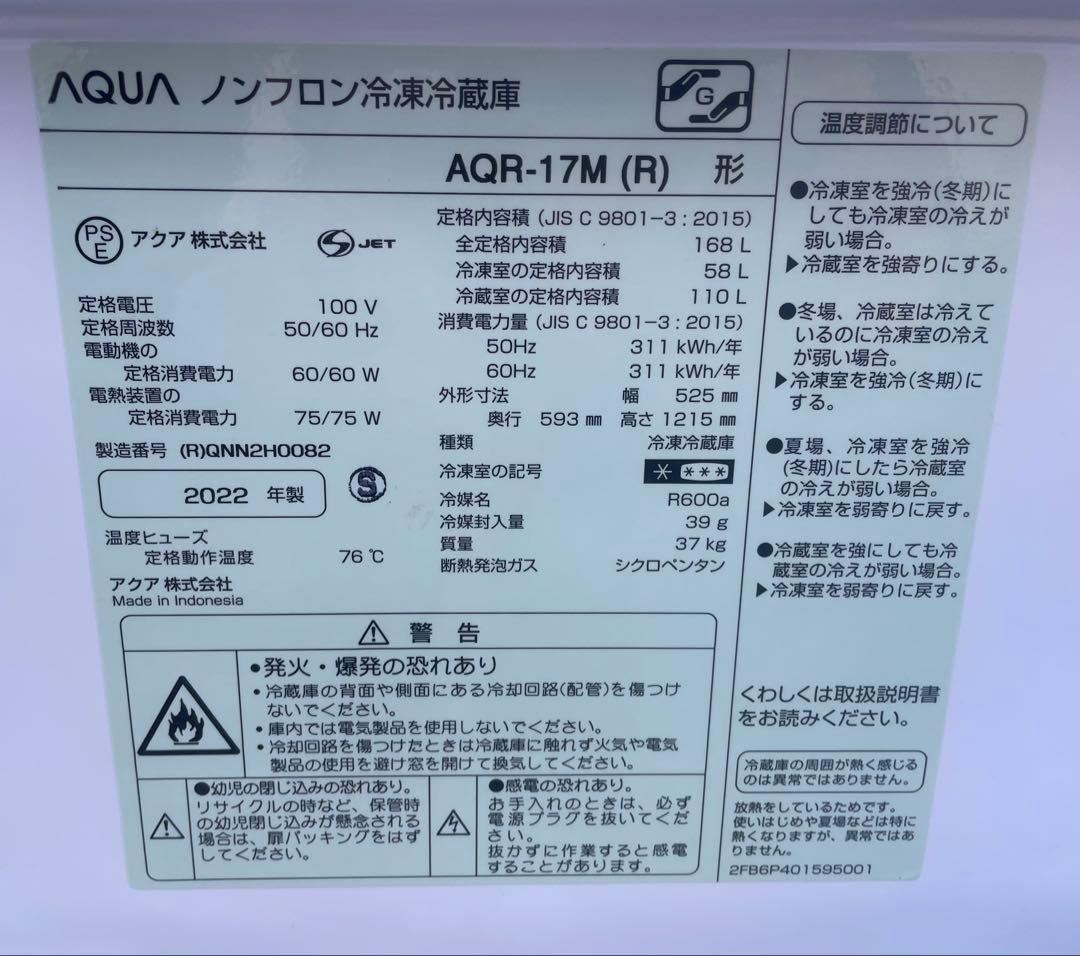 AQUA ノンフロン冷凍冷蔵庫
G
AQR-17M (R) 形
PS
E
アクア 株式会社
S JET
定格電圧 100 V
定格周波数 50/60 Hz
電動機の
定格消費電力 60/60 W
電熱装置の
定格消費電力 75/75 W
製造番号 (R)QNN2H0082
2022 年製
S
温度ヒューズ
定格動作温度 76 ℃
アクア 株式会社
Made in Indonesia
定格内容積 (JIS C 9801-3 : 2015)
全定格内容積 168 L
冷凍室の定格内容積 58 L
冷蔵室の定格内容積 110 L
消費電力量 (JIS C 9801-3 : 2015)
50Hz 311 kWh/年
60Hz 311 kWh/年
外形寸法 幅 525 ㎜
奥行 593 ㎜ 高さ 1215 ㎜
種類 冷凍冷蔵庫
冷凍室の記号 * ***
冷媒名 R600a
冷媒封入量 39 g
質量 37 kg
断熱発泡ガス シクロペンタン
⚠ 警 告
•発火・爆発の恐れあり
・冷蔵庫の背面や側面にある冷却回路(配管)を傷つけ
ないでください。
・庫内では電気製品を使用しないでください。
・冷却回路を傷つけたときは冷蔵庫に触れず火気や電気
製品の使用を避け窓を開けて換気してください。
●幼児の閉じ込みの恐れあり。
リサイクルの時など、保管時
の幼児閉じ込みが懸念される
場合は、扉パッキングをはず
してください。
●感電の恐れあり。
お手入れのときは、必ず
電源プラグを抜いてくだ
さい。
抜かずに作業すると感電
することがあります。
温度調節について
●冷凍室を強冷(冬期)に
しても冷凍室の冷えが
弱い場合。
▶冷蔵室を強寄りにする。
●冬場、冷蔵室は冷えて
いるのに冷凍室の冷え
が弱い場合。
▶冷凍室を強冷(冬期)に
する。
●夏場、冷凍室を強冷
(冬期)にしたら冷蔵室
の冷えが弱い場合。
▶冷凍室を弱寄りに戻す。
●冷蔵室を強にしても冷
蔵室の冷えが弱い場合。
▶冷凍室を弱寄りに戻す。
くわしくは取扱説明書
をお読みください。
冷蔵庫の周囲が熱く感じる
のは異常ではありません。
放熱をしているためです。
使いはじめや夏場などは特に
熱くなりますが、異常ではあ
りません。
2FB6P401595001